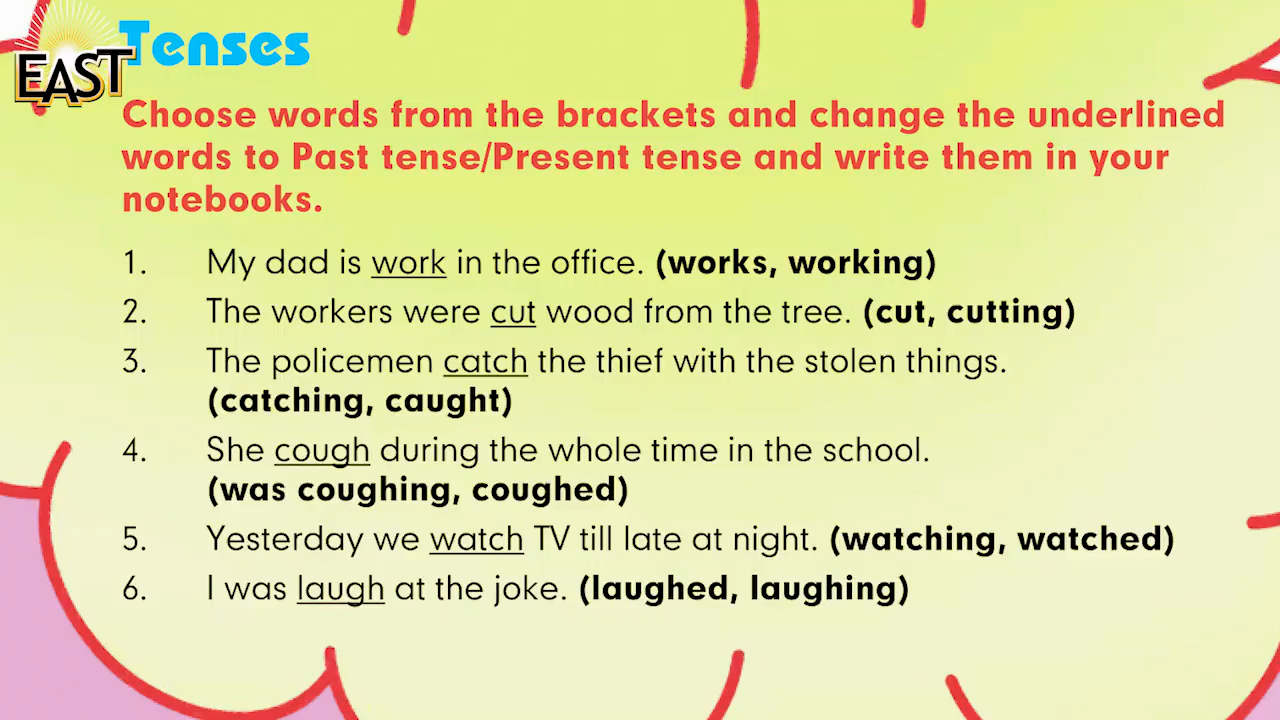 Tenses
EAST
Choose words from the brackets and change the underlined
words to Past tense/Present tense and write them in your
notebooks.
1. My dad is work in the office. (works, working)
2. The workers were cut wood from the tree. (cut, cutting)
3. The policemen catch the thief with the stolen things.
(catching, caught)
4. She cough during the whole time in the school.
(was coughing, coughed)
5. Yesterday we watch TV till late at night. (watching, watched)
6. I was laugh at the joke. (laughed, laughing)